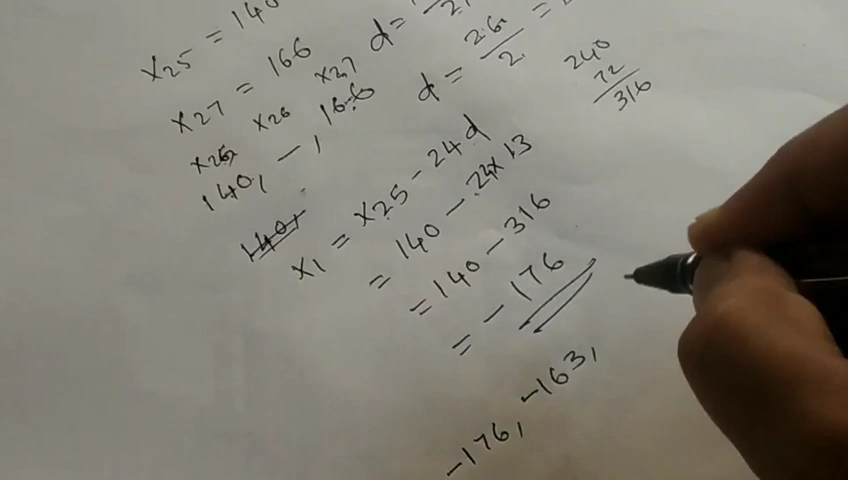 x25 = 140
x27 = 166
d =
x25 x26 x27
140, — , 166
d = 26/2 =
240
72
316
x1 = x25 - 24d
= 140 - 24×13
= 140 - 316
= - 176
-176, -163,